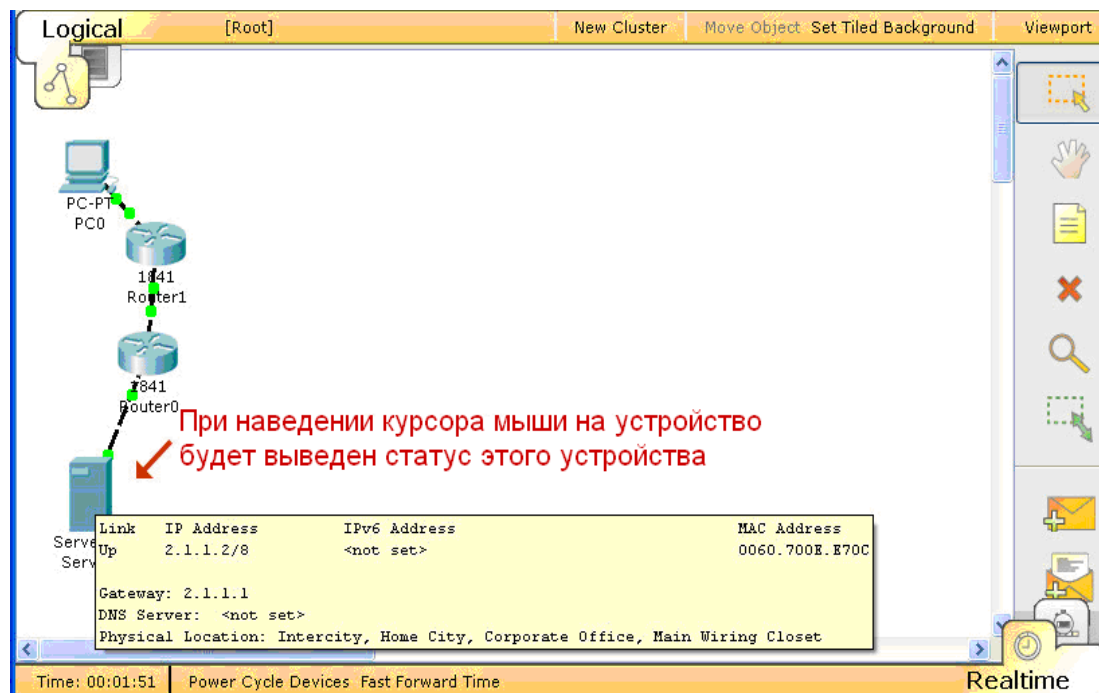 Logical [Root] New Cluster Move Object Set Tiled Background Viewport
PC-PT
PC0
1841
Router1
1841
Router0
При наведении курсора мыши на устройство
будет выведен статус этого устройства
Serve
Serv
Link IP Address IPv6 Address MAC Address
Up 2.1.1.2/8 <not set> 0060.700E.E70C
Gateway: 2.1.1.1
DNS Server: <not set>
Physical Location: Intercity, Home City, Corporate Office, Main Wiring Closet
Time: 00:01:51 Power Cycle Devices Fast Forward Time Realtime